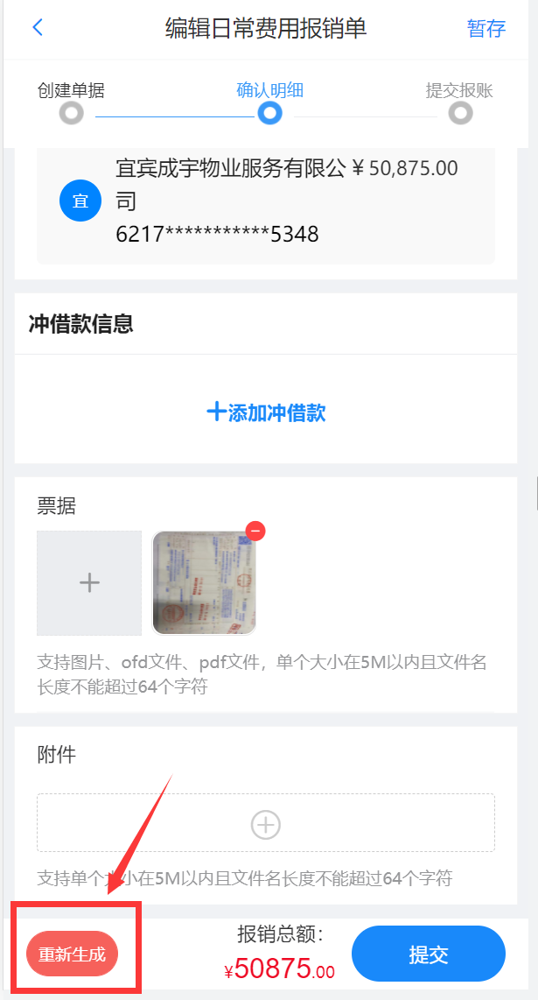 编辑日常费用报销单
暂存
创建单据
确认明细
提交报账
宜
宜宾成宇物业服务有限公 ¥ 50,875.00
司
6217***********5348
冲借款信息
+添加冲借款
票据
支持图片、ofd文件、pdf文件，单个大小在5M以内且文件名
长度不能超过64个字符
附件
支持单个大小在5M以内且文件名长度不能超过64个字符
重新生成
报销总额：
¥50875.00
提交